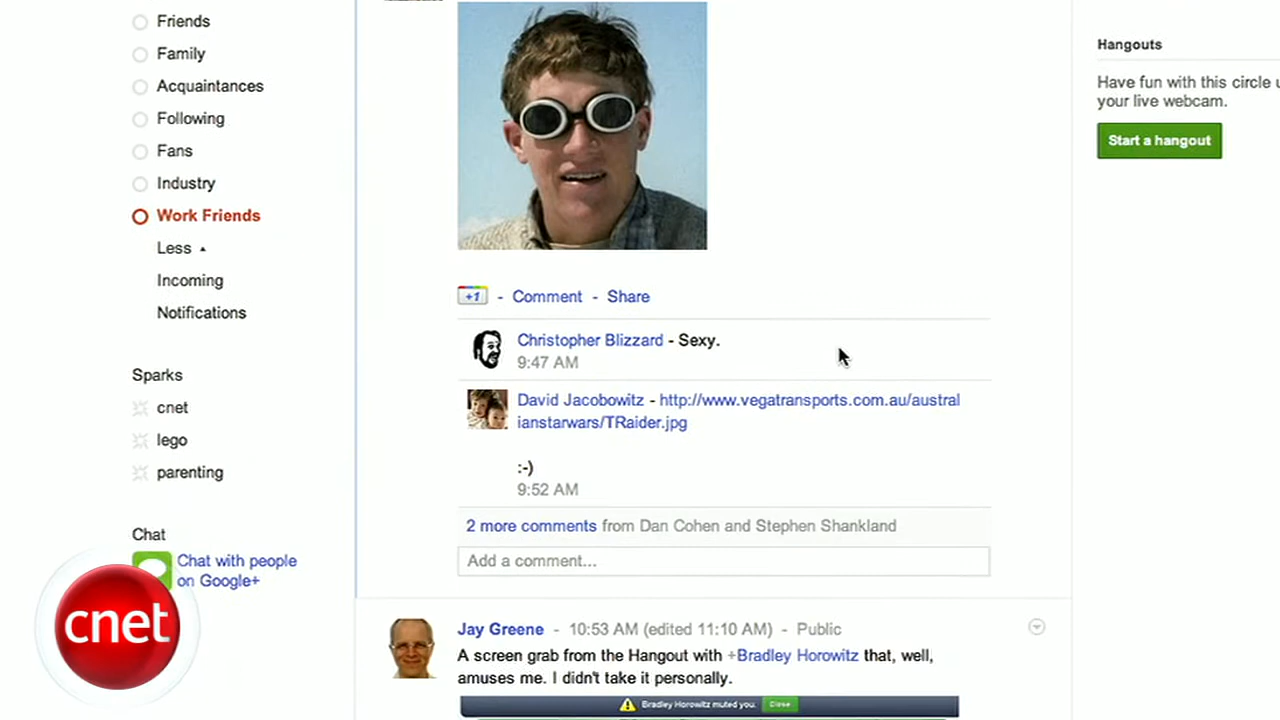 Friends
Family
Acquaintances
Following
Fans
Industry
Work Friends
Less
Incoming
Notifications
Sparks
cnet
lego
parenting
Chat
Chat with people
on Google+
cnet
+1 - Comment - Share
Christopher Blizzard - Sexy.
9:47 AM
David Jacobowitz - http://www.vegatransports.com.au/austral
ianstarwars/TRaider.jpg
:-)
9:52 AM
2 more comments from Dan Cohen and Stephen Shankland
Add a comment...
Jay Greene - 10:53 AM (edited 11:10 AM) - Public
A screen grab from the Hangout with +Bradley Horowitz that, well,
amuses me. I didn't take it personally.
Bradley Horowitz muted you. Close
Hangouts
Have fun with this circle u
your live webcam.
Start a hangout